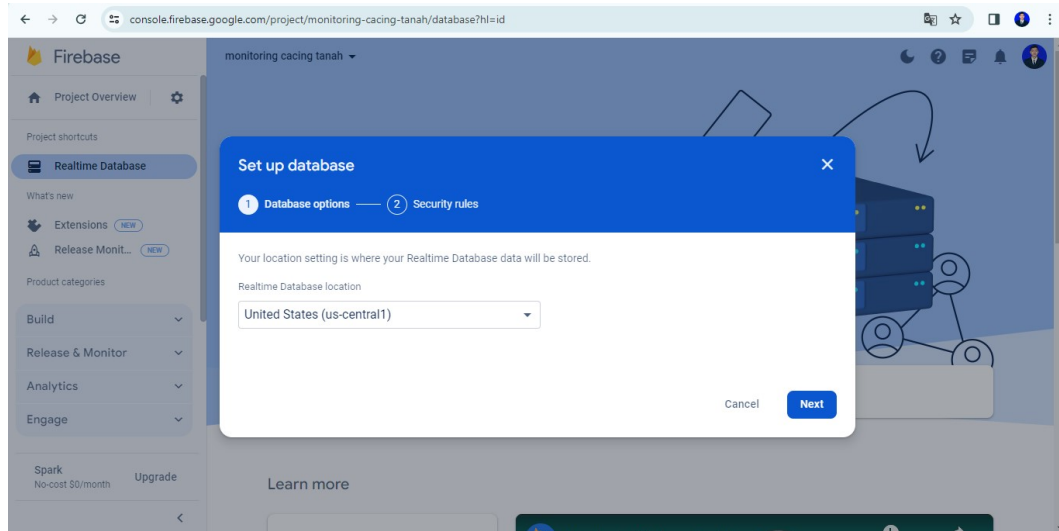 console.firebase.google.com/project/monitoring-cacing-tanah/database?hl=id
Firebase
monitoring cacing tanah
Project Overview
Project shortcuts
Realtime Database
What's new
Extensions NEW
Release Monit... NEW
Product categories
Build
Release & Monitor
Analytics
Engage
Spark
No-cost $0/month
Upgrade
Set up database
1 Database options
2 Security rules
Your location setting is where your Realtime Database data will be stored.
Realtime Database location
United States (us-central1)
Cancel
Next
Learn more